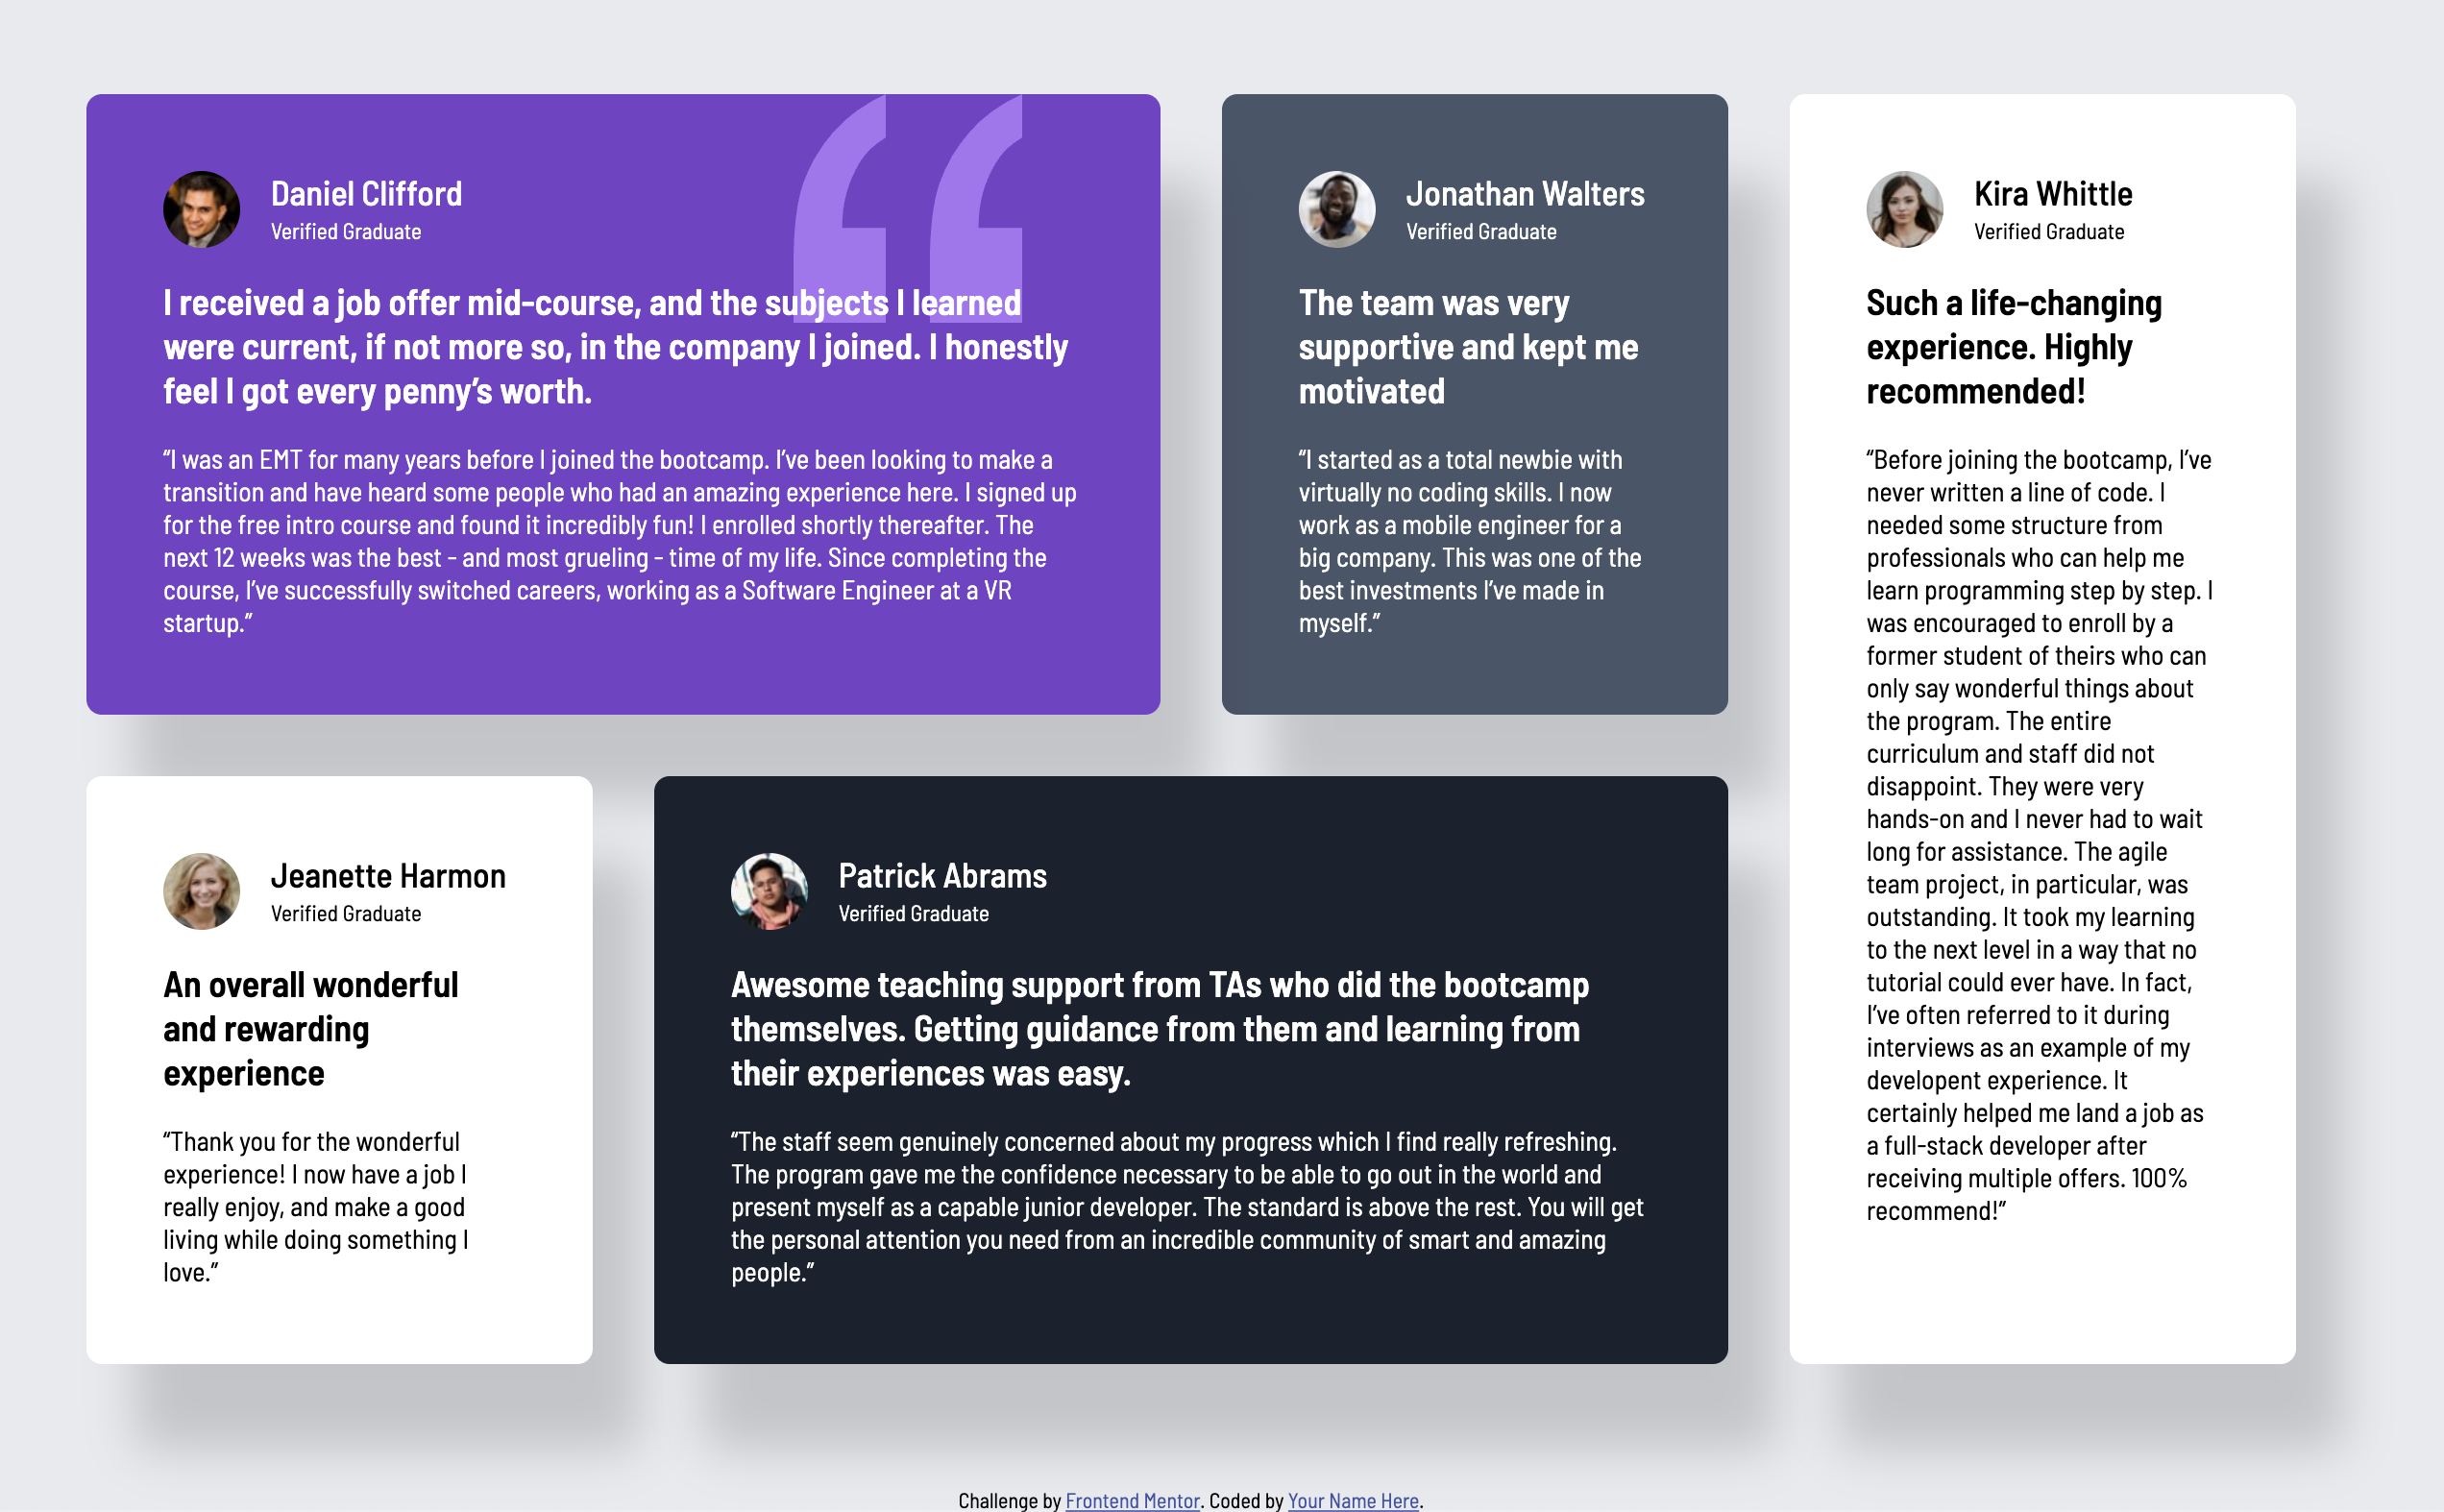 Daniel Clifford
Verified Graduate
I received a job offer mid-course, and the subjects I learned
were current, if not more so, in the company I joined. I honestly
feel I got every penny’s worth.
“I was an EMT for many years before I joined the bootcamp. I’ve been looking to make a
transition and have heard some people who had an amazing experience here. I signed up
for the free intro course and found it incredibly fun! I enrolled shortly thereafter. The
next 12 weeks was the best - and most grueling - time of my life. Since completing the
course, I’ve successfully switched careers, working as a Software Engineer at a VR
startup.”
Jonathan Walters
Verified Graduate
The team was very
supportive and kept me
motivated
“I started as a total newbie with
virtually no coding skills. I now
work as a mobile engineer for a
big company. This was one of the
best investments I’ve made in
myself.”
Kira Whittle
Verified Graduate
Such a life-changing
experience. Highly
recommended!
“Before joining the bootcamp, I’ve
never written a line of code. I
needed some structure from
professionals who can help me
learn programming step by step. I
was encouraged to enroll by a
former student of theirs who can
only say wonderful things about
the program. The entire
curriculum and staff did not
disappoint. They were very
hands-on and I never had to wait
long for assistance. The agile
team project, in particular, was
outstanding. It took my learning
to the next level in a way that no
tutorial could ever have. In fact,
I’ve often referred to it during
interviews as an example of my
developent experience. It
certainly helped me land a job as
a full-stack developer after
receiving multiple offers. 100%
recommend!”
Jeanette Harmon
Verified Graduate
An overall wonderful
and rewarding
experience
“Thank you for the wonderful
experience! I now have a job I
really enjoy, and make a good
living while doing something I
love.”
Patrick Abrams
Verified Graduate
Awesome teaching support from TAs who did the bootcamp
themselves. Getting guidance from them and learning from
their experiences was easy.
“The staff seem genuinely concerned about my progress which I find really refreshing.
The program gave me the confidence necessary to be able to go out in the world and
present myself as a capable junior developer. The standard is above the rest. You will get
the personal attention you need from an incredible community of smart and amazing
people.”
Challenge by Frontend Mentor. Coded by Your Name Here.